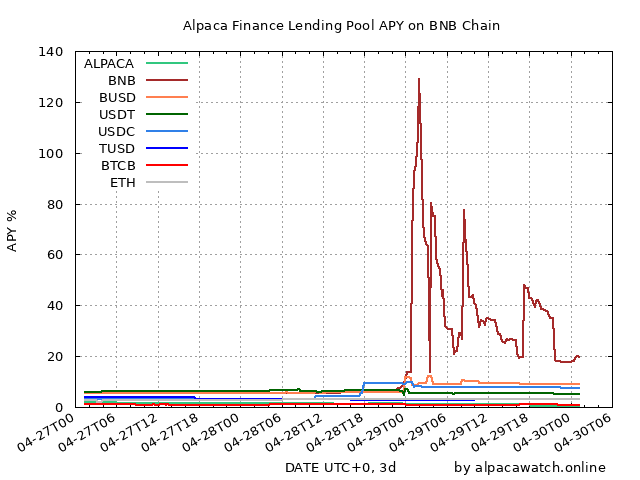 Alpaca Finance Lending Pool APY on BNB Chain
140
120
100
80
60
40
20
0
APY %
ALPACA
BNB
BUSD
USDT
USDC
TUSD
BTCB
ETH
04-27T00
04-27T06
04-27T12
04-27T18
04-28T00
04-28T06
04-28T12
04-28T18
04-29T00
04-29T06
04-29T12
04-29T18
04-30T00
04-30T06
DATE UTC+0, 3d
by alpacawatch.online